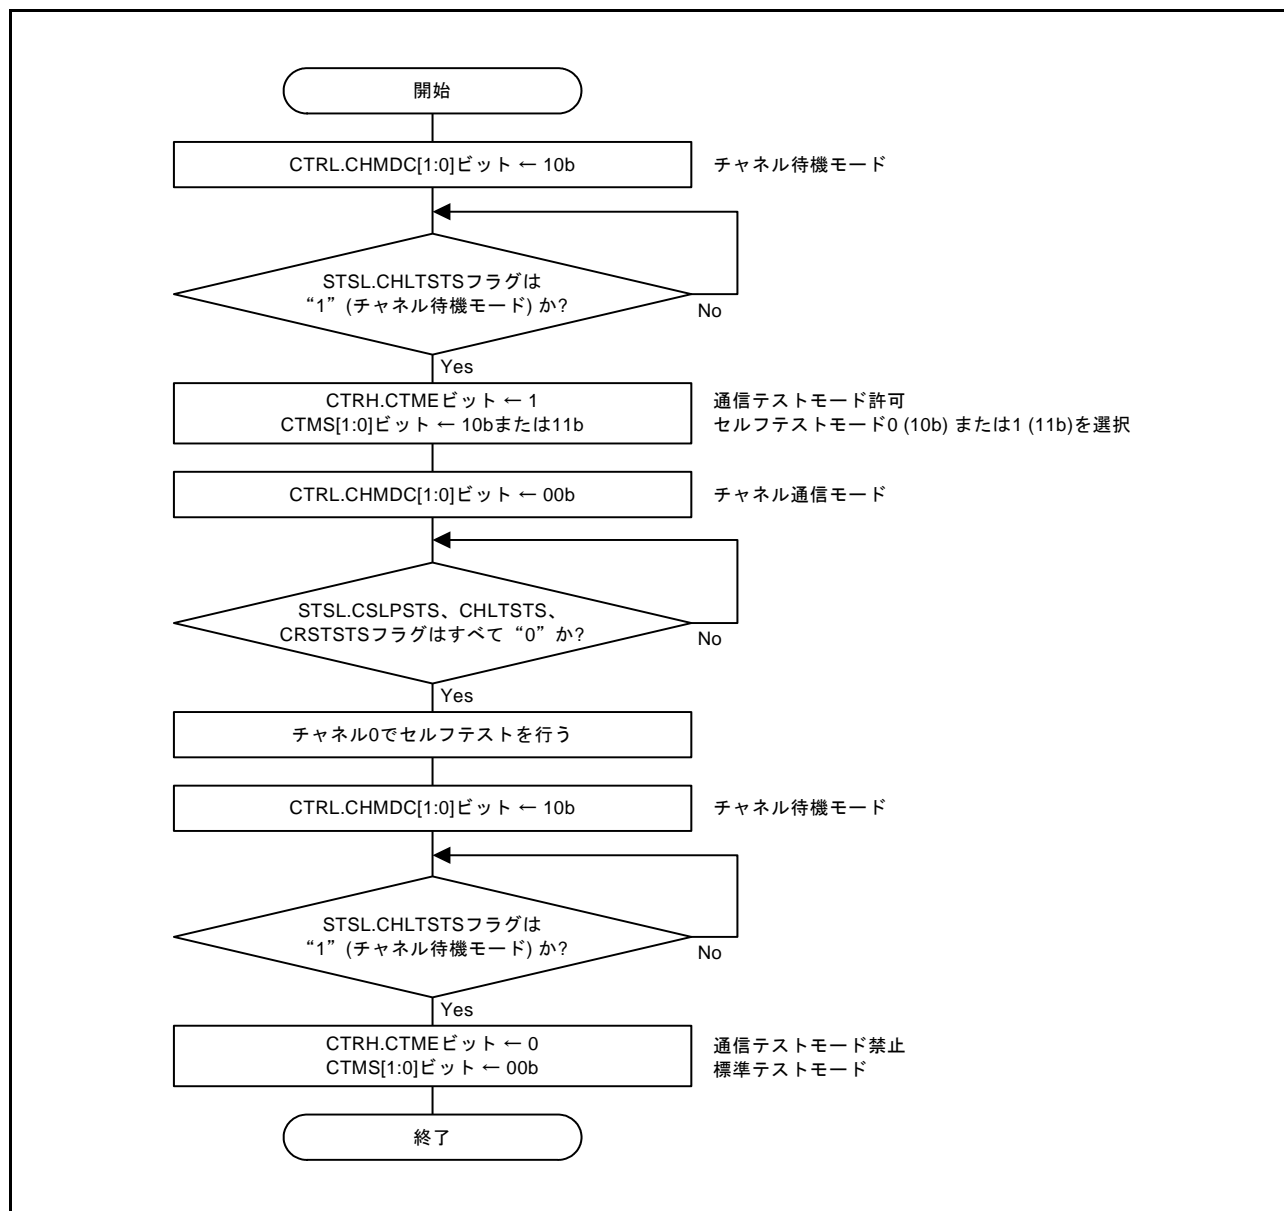 開始
CTRL.CHMDC[1:0]ビット ← 10b
チャネル待機モード
STSL.CHLTSTSフラグは
“1” (チャネル待機モード) か?
No
Yes
CTRH.CTMEビット ← 1
CTMS[1:0]ビット ← 10bまたは11b
通信テストモード許可
セルフテストモード0 (10b) または1 (11b)を選択
CTRL.CHMDC[1:0]ビット ← 00b
チャネル通信モード
STSL.CSLPSTS、CHLTSTS、
CRSTSTSフラグはすべて“0”か?
No
Yes
チャネル0でセルフテストを行う
CTRL.CHMDC[1:0]ビット ← 10b
チャネル待機モード
STSL.CHLTSTSフラグは
“1” (チャネル待機モード) か?
No
Yes
CTRH.CTMEビット ← 0
CTMS[1:0]ビット ← 00b
通信テストモード禁止
標準テストモード
終了